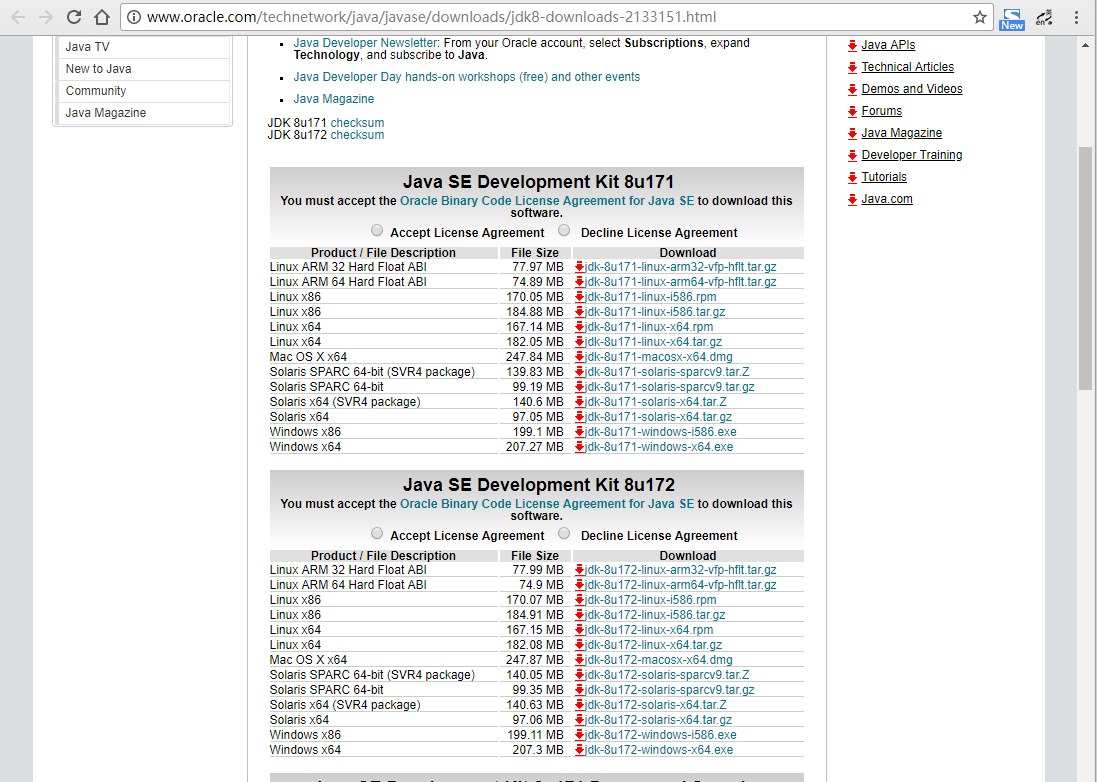 www.oracle.com/technetwork/java/javase/downloads/jdk8-downloads-2133151.html
New
en
Java TV
New to Java
Community
Java Magazine
Java Developer Newsletter: From your Oracle account, select Subscriptions, expand
Technology, and subscribe to Java.
Java Developer Day hands-on workshops (free) and other events
Java Magazine
JDK 8u171 checksum
JDK 8u172 checksum
Java SE Development Kit 8u171
You must accept the Oracle Binary Code License Agreement for Java SE to download this
software.
Accept License Agreement Decline License Agreement
Product / File Description File Size Download
Linux ARM 32 Hard Float ABI 77.97 MB jdk-8u171-linux-arm32-vfp-hflt.tar.gz
Linux ARM 64 Hard Float ABI 74.89 MB jdk-8u171-linux-arm64-vfp-hflt.tar.gz
Linux x86 170.05 MB jdk-8u171-linux-i586.rpm
Linux x86 184.88 MB jdk-8u171-linux-i586.tar.gz
Linux x64 167.14 MB jdk-8u171-linux-x64.rpm
Linux x64 182.05 MB jdk-8u171-linux-x64.tar.gz
Mac OS X x64 247.84 MB jdk-8u171-macosx-x64.dmg
Solaris SPARC 64-bit (SVR4 package) 139.83 MB jdk-8u171-solaris-sparcv9.tar.Z
Solaris SPARC 64-bit 99.19 MB jdk-8u171-solaris-sparcv9.tar.gz
Solaris x64 (SVR4 package) 140.6 MB jdk-8u171-solaris-x64.tar.Z
Solaris x64 97.05 MB jdk-8u171-solaris-x64.tar.gz
Windows x86 199.1 MB jdk-8u171-windows-i586.exe
Windows x64 207.27 MB jdk-8u171-windows-x64.exe
Java SE Development Kit 8u172
You must accept the Oracle Binary Code License Agreement for Java SE to download this
software.
Accept License Agreement Decline License Agreement
Product / File Description File Size Download
Linux ARM 32 Hard Float ABI 77.99 MB jdk-8u172-linux-arm32-vfp-hflt.tar.gz
Linux ARM 64 Hard Float ABI 74.9 MB jdk-8u172-linux-arm64-vfp-hflt.tar.gz
Linux x86 170.07 MB jdk-8u172-linux-i586.rpm
Linux x86 184.91 MB jdk-8u172-linux-i586.tar.gz
Linux x64 167.15 MB jdk-8u172-linux-x64.rpm
Linux x64 182.08 MB jdk-8u172-linux-x64.tar.gz
Mac OS X x64 247.87 MB jdk-8u172-macosx-x64.dmg
Solaris SPARC 64-bit (SVR4 package) 140.05 MB jdk-8u172-solaris-sparcv9.tar.Z
Solaris SPARC 64-bit 99.35 MB jdk-8u172-solaris-sparcv9.tar.gz
Solaris x64 (SVR4 package) 140.63 MB jdk-8u172-solaris-x64.tar.Z
Solaris x64 97.06 MB jdk-8u172-solaris-x64.tar.gz
Windows x86 199.11 MB jdk-8u172-windows-i586.exe
Windows x64 207.3 MB jdk-8u172-windows-x64.exe
Java APIs
Technical Articles
Demos and Videos
Forums
Java Magazine
Developer Training
Tutorials
Java.com